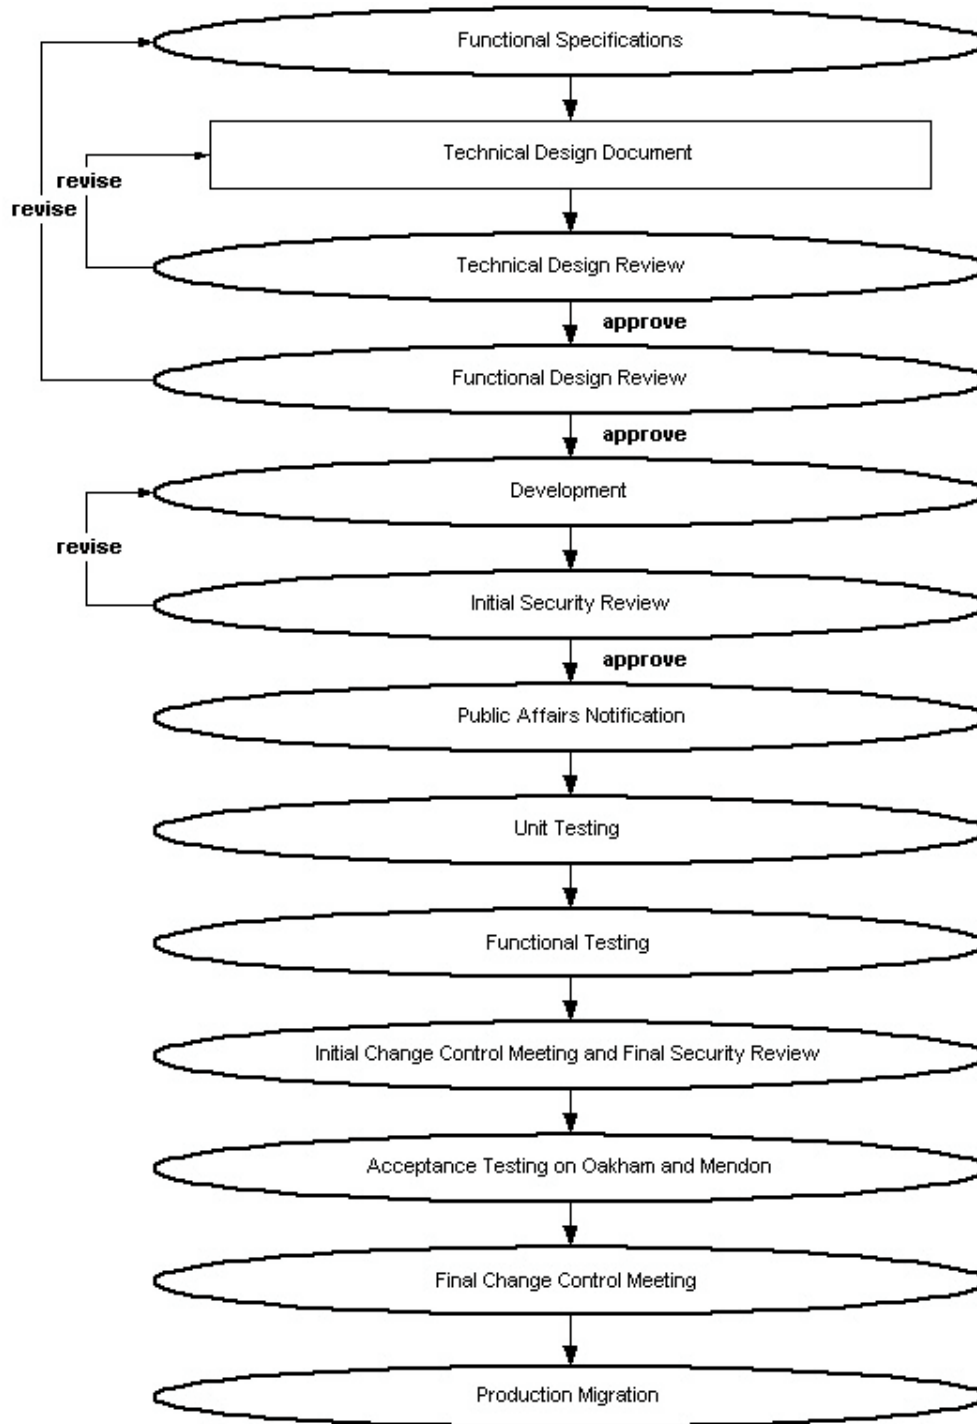 Functional Specifications
Technical Design Document
revise
revise
Technical Design Review
approve
Functional Design Review
approve
Development
revise
Initial Security Review
approve
Public Affairs Notification
Unit Testing
Functional Testing
Initial Change Control Meeting and Final Security Review
Acceptance Testing on Oakham and Mendon
Final Change Control Meeting
Production Migration